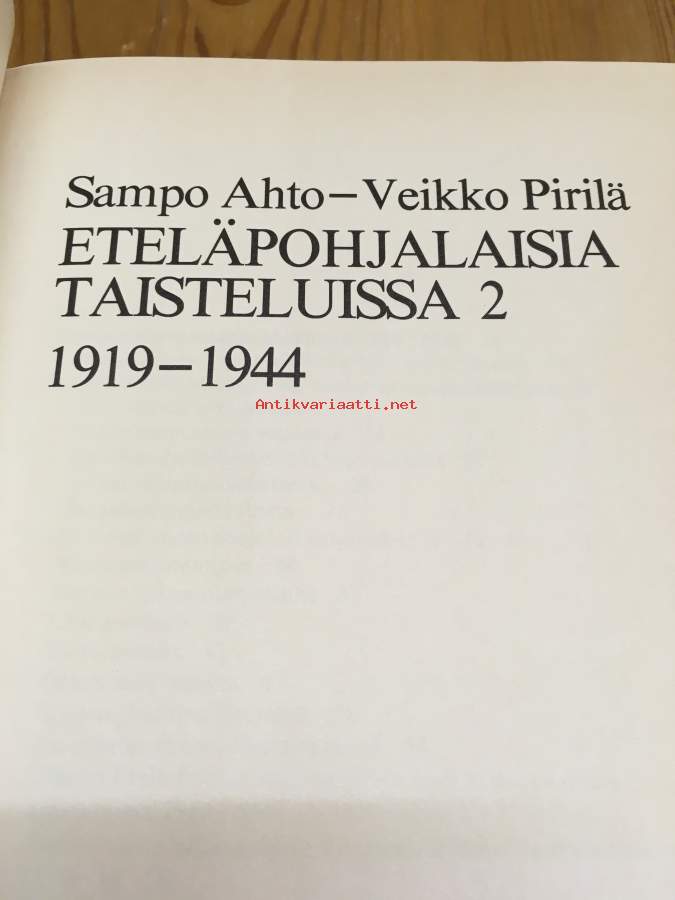 Sampo Ahto–Veikko Pirilä
ETELÄPOHJALAISIA
TAISTELUISSA 2
1919–1944
Antikvariaatti.net